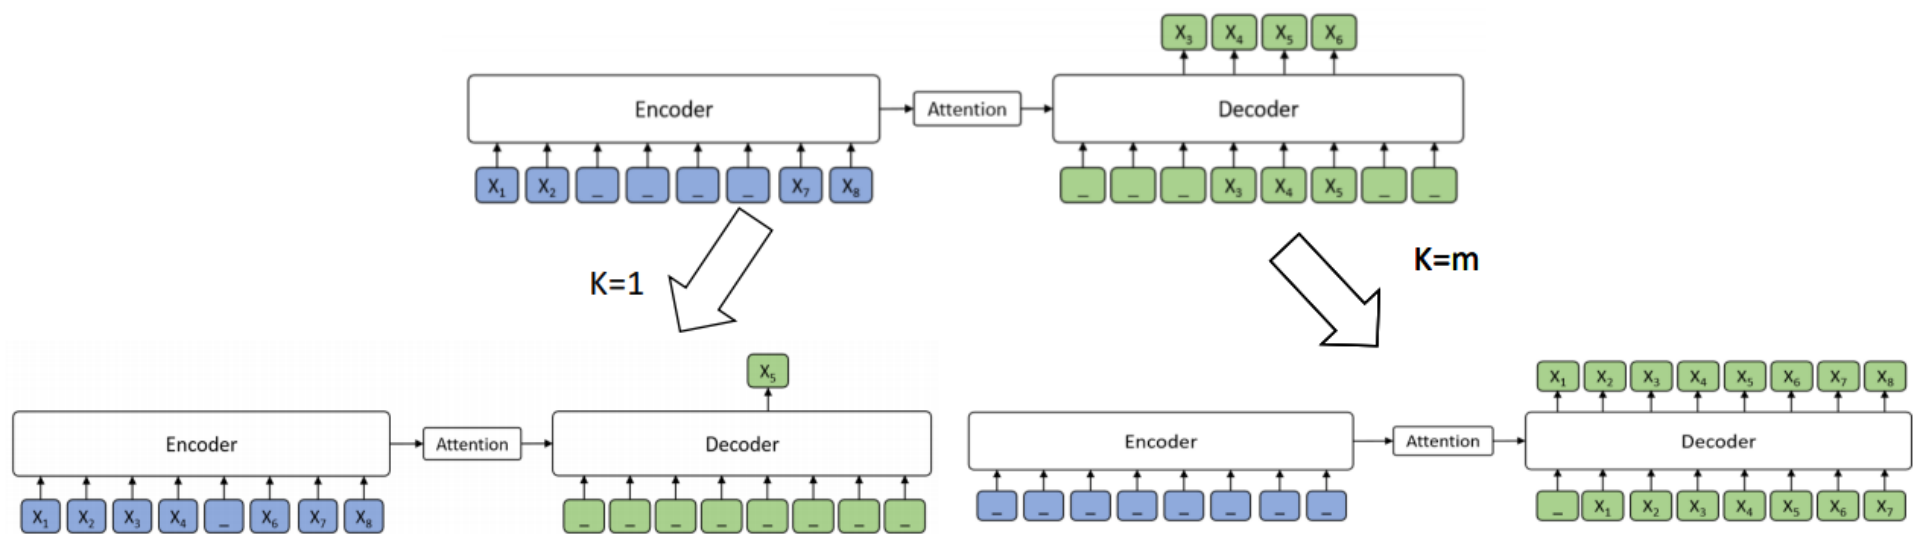 X₃ X₄ X₅ X₆
Encoder Attention Decoder
X₁ X₂ _ _ _ _ X₇ X₈ _ _ _ X₃ X₄ X₅ _ _
K=1 K=m
X₅ X₁ X₂ X₃ X₄ X₅ X₆ X₇ X₈
Encoder Attention Decoder Encoder Attention Decoder
X₁ X₂ X₃ X₄ _ X₆ X₇ X₈ _ _ _ _ _ _ _ _ _ _ _ _ _ _ _ _ _ X₁ X₂ X₃ X₄ X₅ X₆ X₇